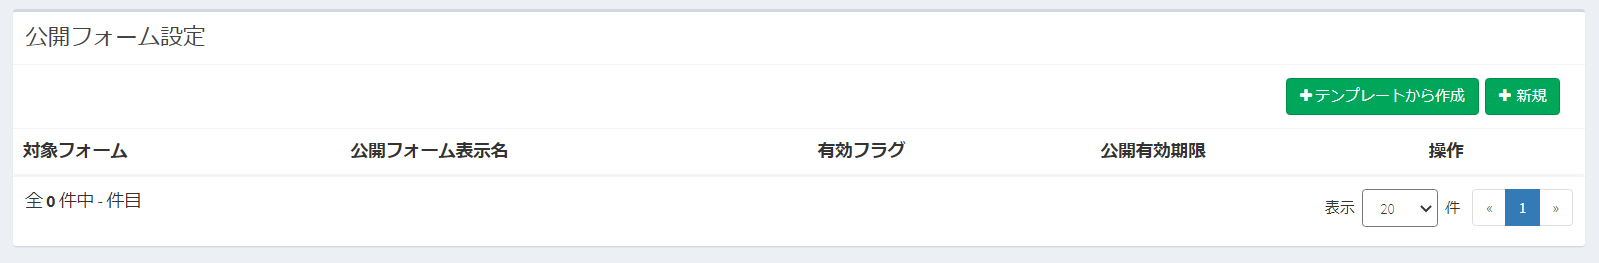 公開フォーム設定
+テンプレートから作成 + 新規
対象フォーム 公開フォーム表示名 有効フラグ 公開有効期限 操作
全 0 件中 - 件目 表示 20 件 « 1 »